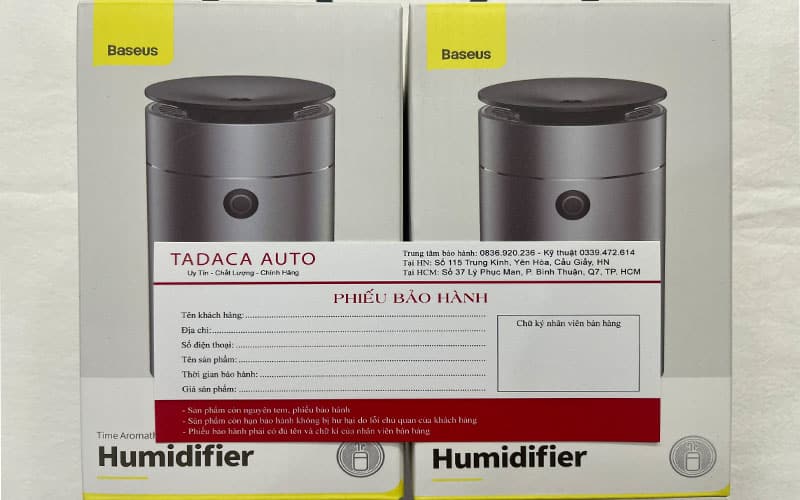 Baseus
Baseus
TADACA AUTO
Uy Tín - Chất Lượng - Chính Hãng
Trung tâm bảo hành: 0836.920.236 - Kỹ thuật 0339.472.614
Tại HN: Số 115 Trung Kính, Yên Hòa, Cầu Giấy, HN
Tại HCM: Số 37 Lý Phục Man, P. Bình Thuận, Q7, TP. HCM
PHIẾU BẢO HÀNH
Tên khách hàng:
Địa chỉ:
Số điện thoại:
Tên sản phẩm:
Thời gian bảo hành:
Giá sản phẩm:
Chữ ký nhân viên bán hàng
- Sản phẩm còn nguyên tem, phiếu bảo hành
- Sản phẩm còn hạn bảo hành không bị hư hại do lỗi chủ quan của khách hàng
- Phiếu bảo hành phải có đủ tên và chữ kí của nhân viên bán hàng
Time
Humidifier
Humidifier